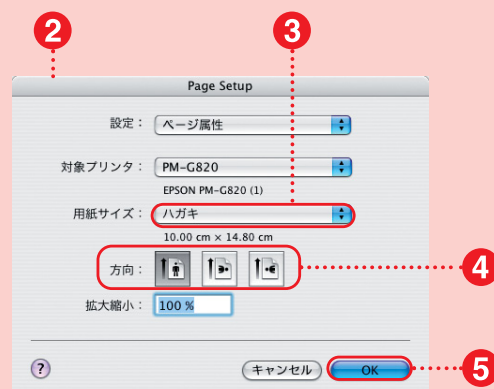 2
3
Page Setup
設定： ページ属性
対象プリンタ： PM-G820
EPSON PM-G820 (1)
用紙サイズ： ハガキ
10.00 cm × 14.80 cm
方向：
4
拡大縮小： 100 %
? キャンセル OK
5